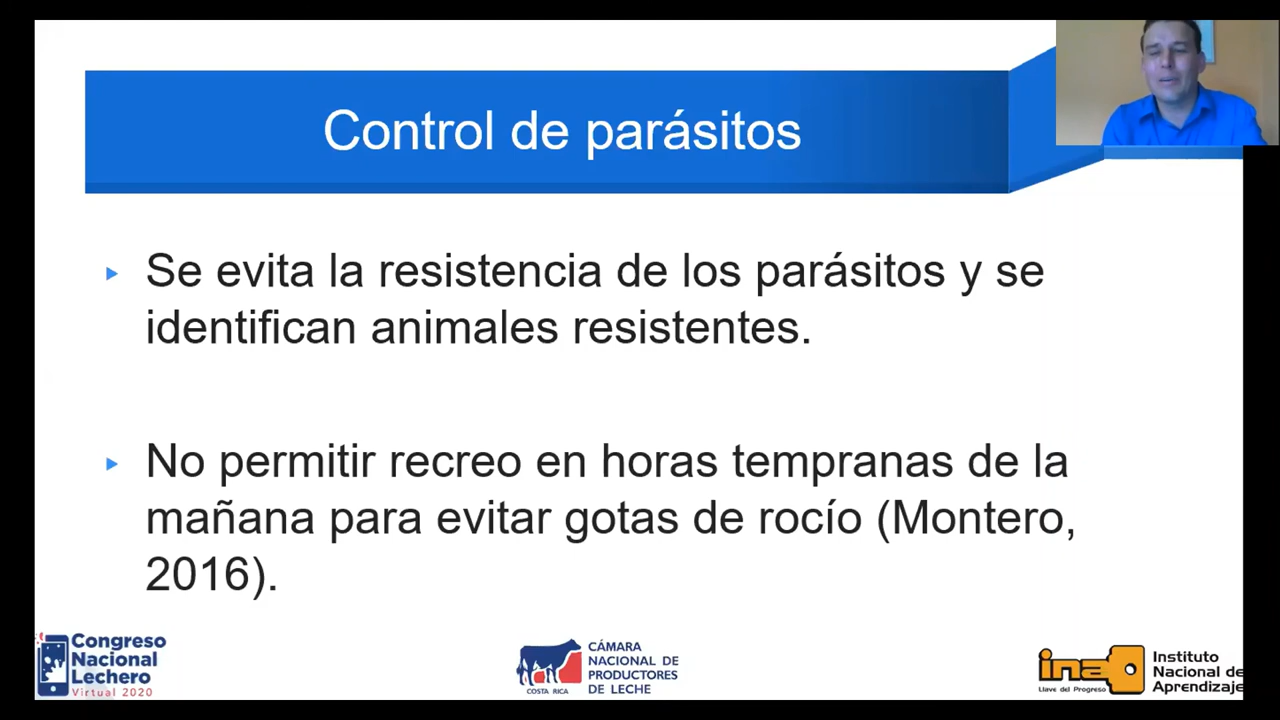 Control de parásitos
Se evita la resistencia de los parásitos y se
identifican animales resistentes.
No permitir recreo en horas tempranas de la
mañana para evitar gotas de rocío (Montero,
2016).
Congreso
Nacional
Lechero
Virtual 2020
CÁMARA
NACIONAL DE
PRODUCTORES
DE LECHE
COSTA RICA
ina
Llave del Progreso
Instituto
Nacional de
Aprendizaje